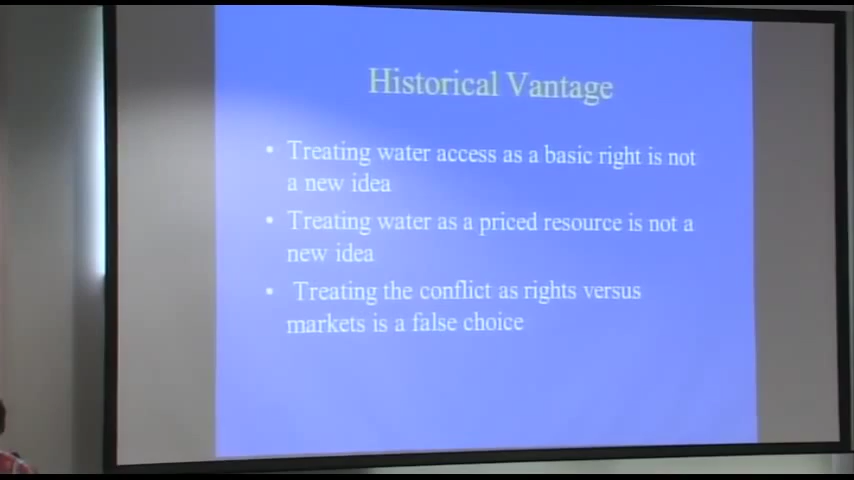 Historical Vantage
• Treating water access as a basic right is not
a new idea
• Treating water as a priced resource is not a
new idea
• Treating the conflict as rights versus
markets is a false choice